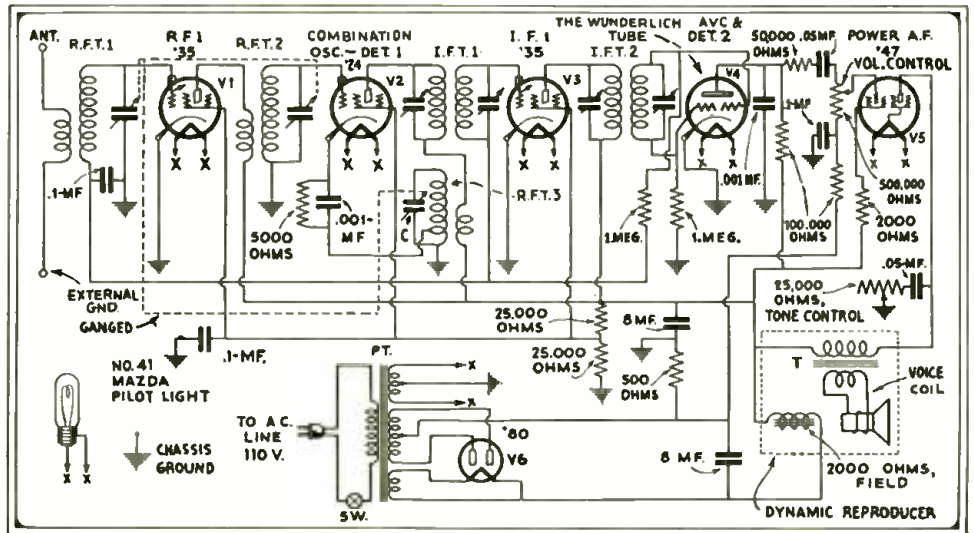 ANT.
R.F.T.1
R F 1
'35
V1
R.F.T.2
COMBINATION
OSC.-DET.1
'24
V2
I.F.T.1
I.F.1
'35
V3
I.F.T.2
THE WUNDERLICH
TUBE
AVC &
DET.2
V4
50,000
OHMS
.05MF.
POWER A.F.
'47
VOL.CONTROL
V5
.1-MF.
X X
X X
X X
X X
X X
.1-MF
5000
OHMS
.001-
MF
C
R.F.T.3
1.MEG.
1.MEG.
.001MF.
100,000
OHMS
500,000
OHMS
2000
OHMS
EXTERNAL
GND.
GANGED
.1-MF.
25,000
OHMS
25,000
OHMS
8 MF.
500
OHMS
.05-MF.
25,000
OHMS,
TONE CONTROL
NO.41
MAZDA
PILOT LIGHT
X X
CHASSIS
GROUND
TO A.C.
LINE
110 V.
PT.
X
X
'80
V6
SW.
8 MF.
T
VOICE
COIL
2000 OHMS,
FIELD
DYNAMIC REPRODUCER